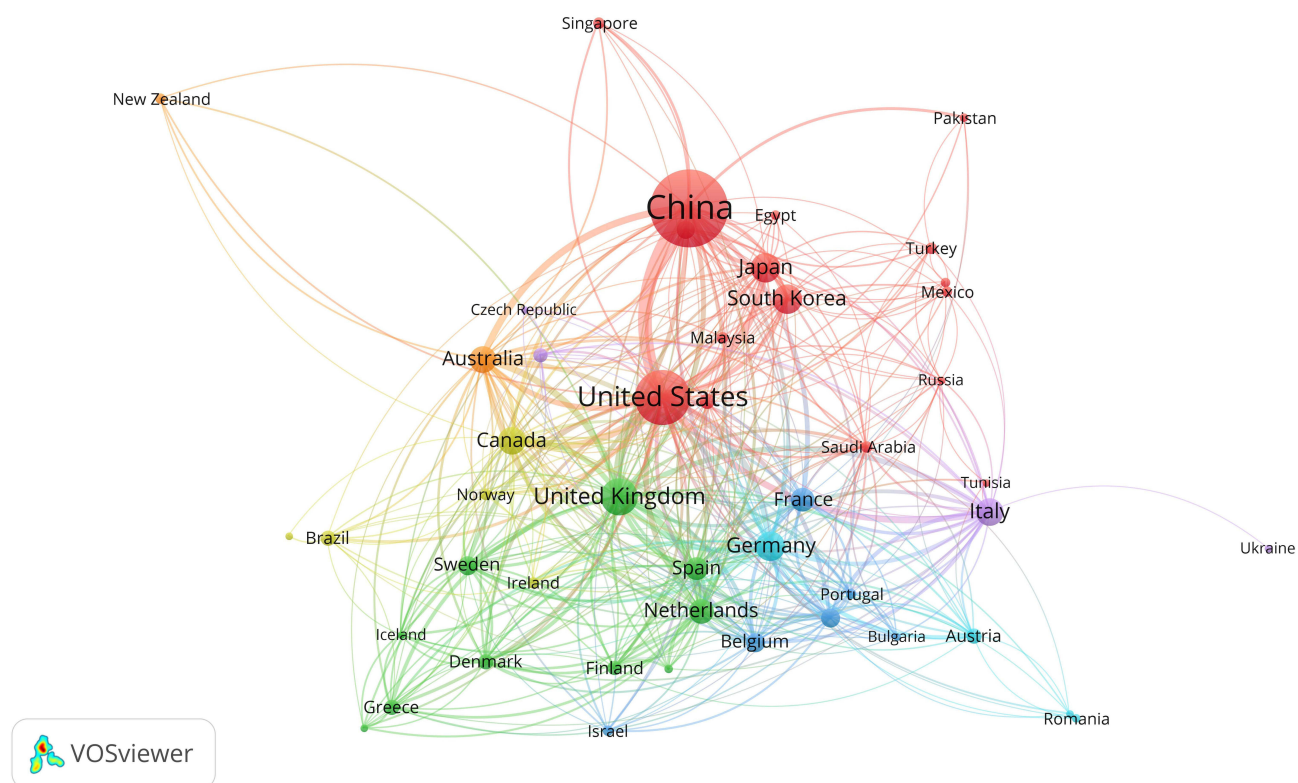 Singapore
New Zealand
Pakistan
China
Egypt
Turkey
Japan
Mexico
South Korea
Czech Republic
Malaysia
Australia
Russia
United States
Canada
Saudi Arabia
Tunisia
Norway
United Kingdom
France
Italy
Brazil
Germany
Ukraine
Sweden
Spain
Ireland
Portugal
Netherlands
Iceland
Bulgaria
Austria
Belgium
Denmark
Finland
Greece
Romania
Israel
VOSviewer